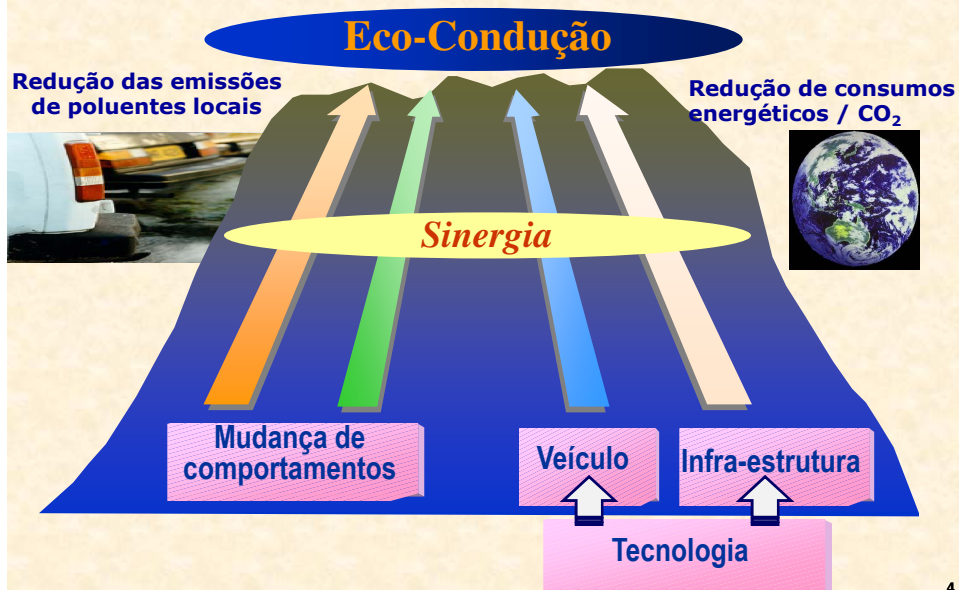 Eco-Condução
Redução das emissões
de poluentes locais
Redução de consumos
energéticos / CO₂
Sinergia
Mudança de
comportamentos
Veículo
Infra-estrutura
Tecnologia
4